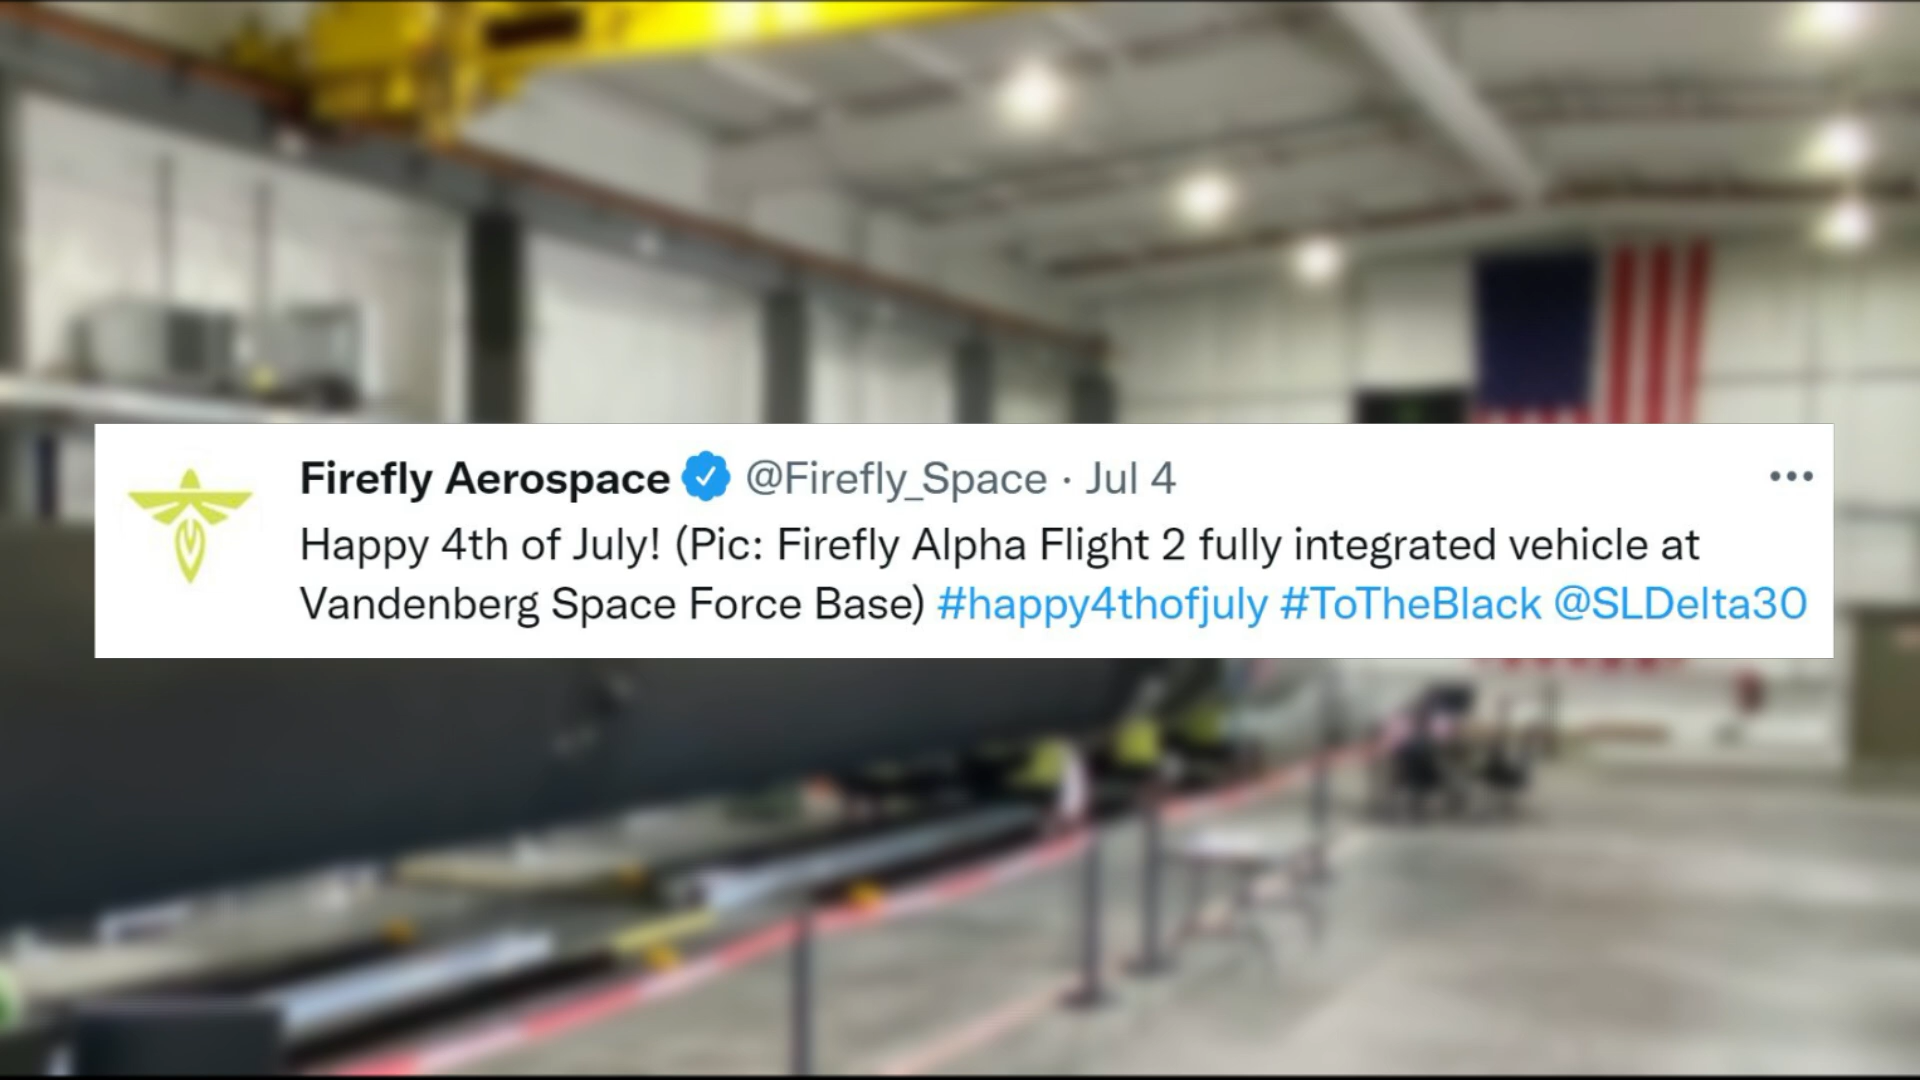 Firefly Aerospace @Firefly_Space · Jul 4
Happy 4th of July! (Pic: Firefly Alpha Flight 2 fully integrated vehicle at
Vandenberg Space Force Base) #happy4thofjuly #ToTheBlack @SLDelta30